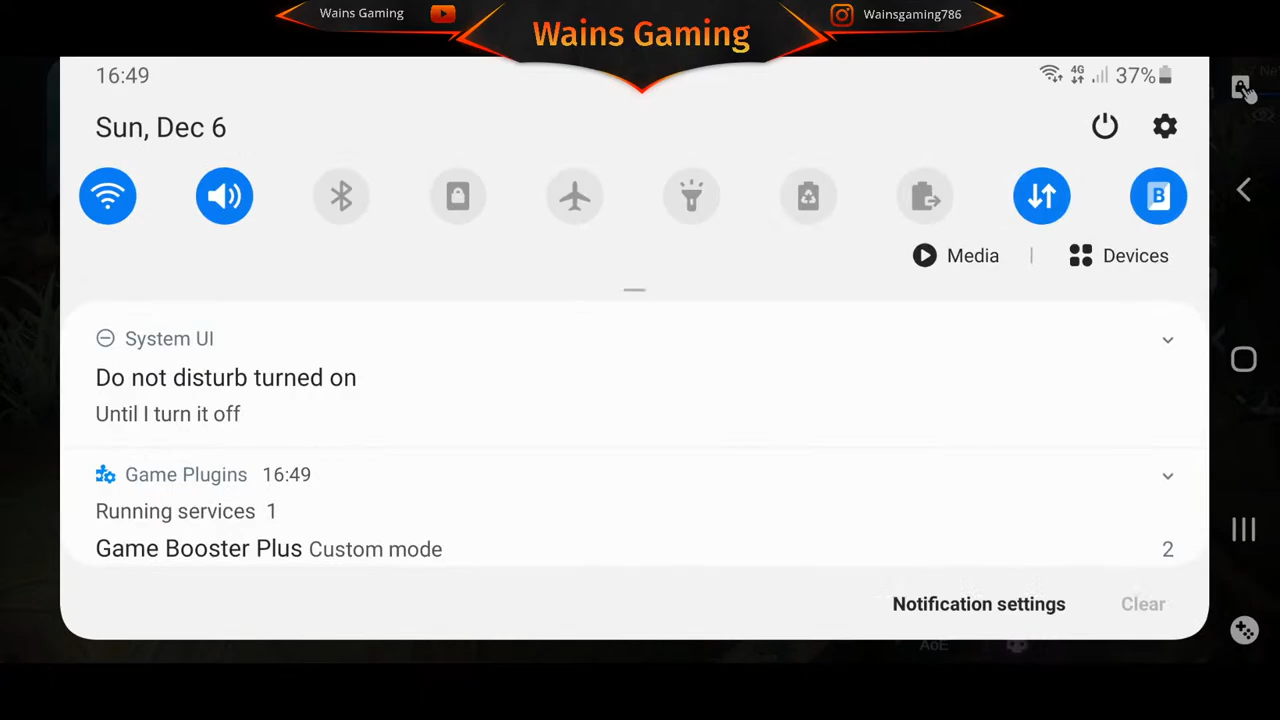 Wains Gaming
Wains Gaming
Wainsgaming786
16:49
4G
37%
Sun, Dec 6
B
Media | Devices
System UI
Do not disturb turned on
Until I turn it off
Game Plugins 16:49
Running services 1
Game Booster Plus Custom mode 2
Notification settings
Clear
AoE